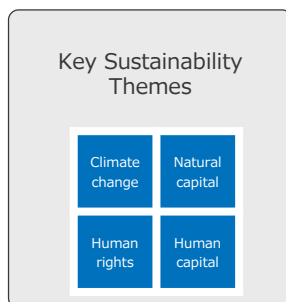 Key Sustainability
Themes
Climate
change
Natural
capital
Human
rights
Human
capital